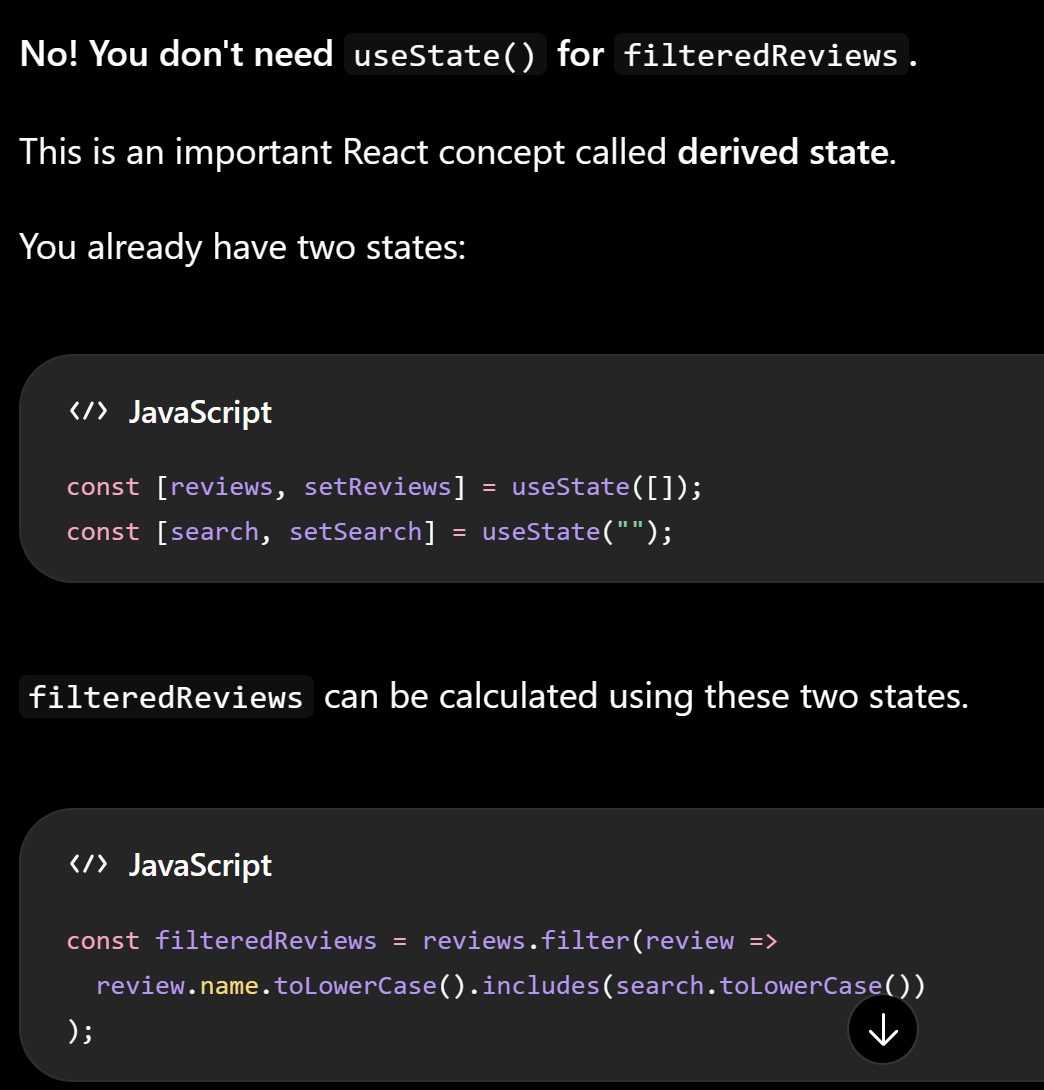 No! You don't need useState() for filteredReviews.
This is an important React concept called derived state.
You already have two states:
</> JavaScript
const [reviews, setReviews] = useState([]);
const [search, setSearch] = useState("");
filteredReviews can be calculated using these two states.
</> JavaScript
const filteredReviews = reviews.filter(review =>
  review.name.toLowerCase().includes(search.toLowerCase())
);